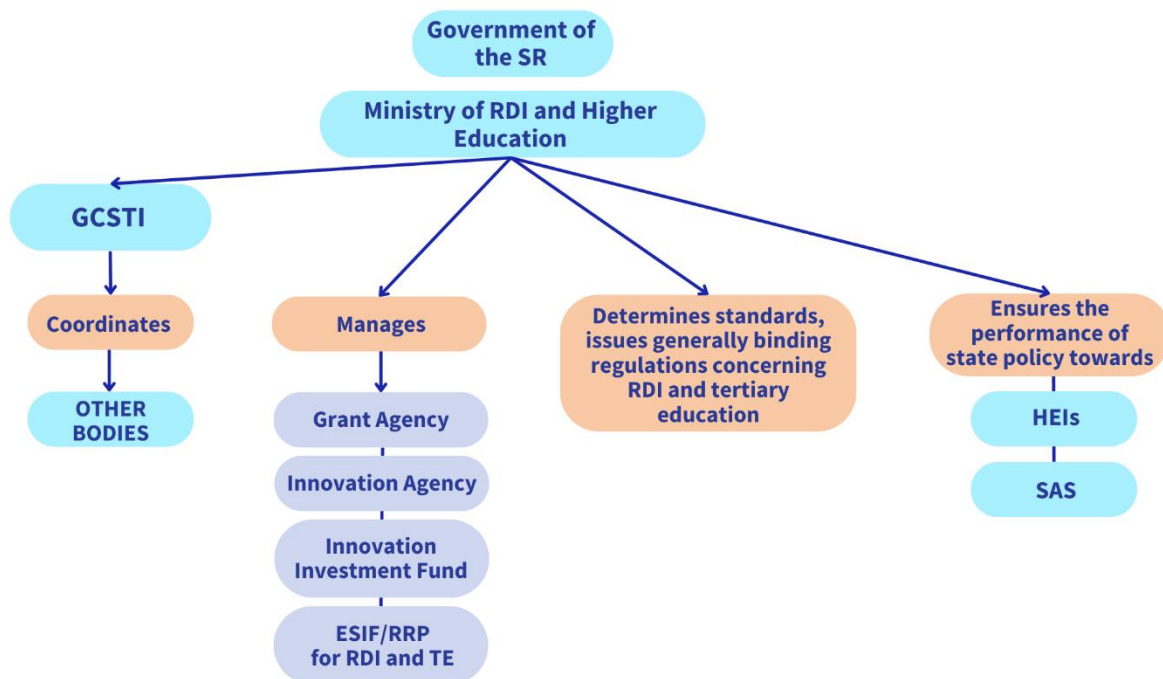 Government of
the SR
Ministry of RDI and Higher
Education
GCSTI
Coordinates
OTHER
BODIES
Manages
Grant Agency
Innovation Agency
Innovation
Investment Fund
ESIF/RRP
for RDI and TE
Determines standards,
issues generally binding
regulations concerning
RDI and tertiary
education
Ensures the
performance of
state policy towards
HEIs
SAS